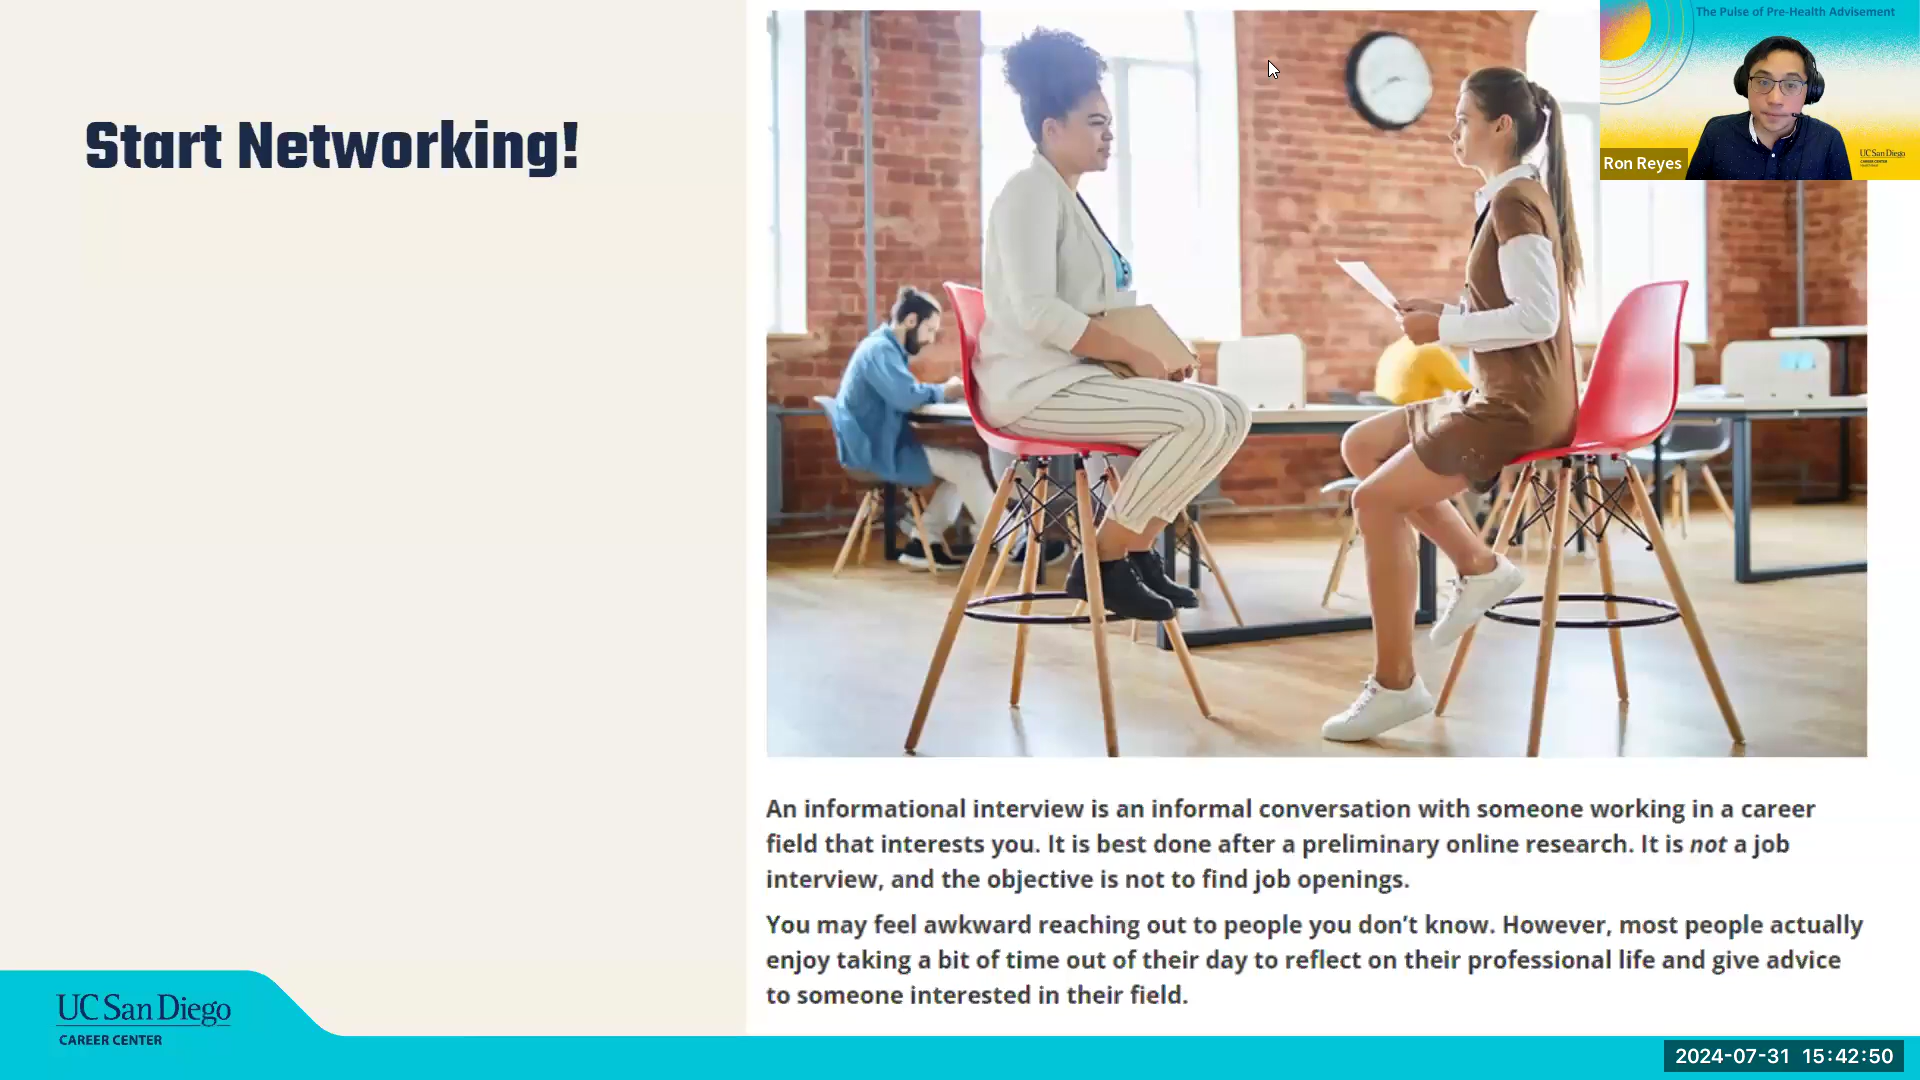 The Pulse of Pre-Health Advisement
Start Networking!
Ron Reyes
UC San Diego
CAREER CENTER
An informational interview is an informal conversation with someone working in a career
field that interests you. It is best done after a preliminary online research. It is not a job
interview, and the objective is not to find job openings.
You may feel awkward reaching out to people you don’t know. However, most people actually
enjoy taking a bit of time out of their day to reflect on their professional life and give advice
to someone interested in their field.
UC San Diego
CAREER CENTER
2024-07-31 15:42:50